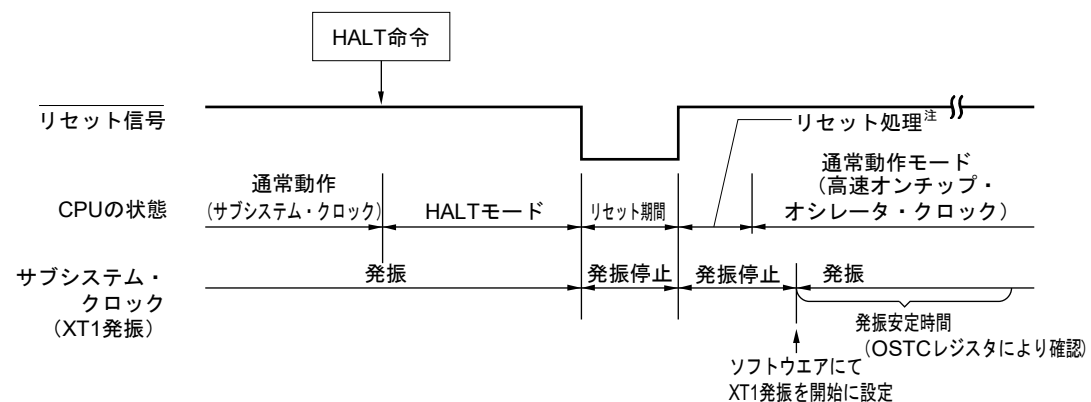 HALT命令
リセット信号
リセット処理注
CPUの状態
通常動作
(サブシステム・クロック)
HALTモード
リセット期間
通常動作モード
(高速オンチップ・
オシレータ・クロック)
サブシステム・
クロック
(XT1発振)
発振
発振停止
発振停止
発振
発振安定時間
(OSTCレジスタにより確認)
ソフトウエアにて
XT1発振を開始に設定